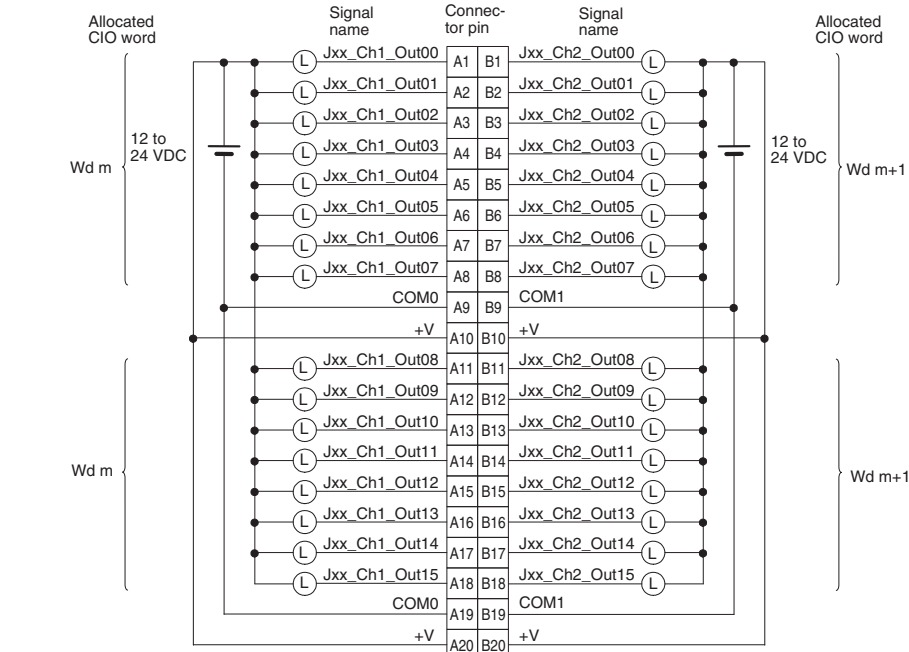 Allocated CIO word
Signal name
Connec-tor pin
Signal name
Allocated CIO word
L Jxx_Ch1_Out00 A1 B1 Jxx_Ch2_Out00 L
L Jxx_Ch1_Out01 A2 B2 Jxx_Ch2_Out01 L
L Jxx_Ch1_Out02 A3 B3 Jxx_Ch2_Out02 L
12 to 24 VDC
L Jxx_Ch1_Out03 A4 B4 Jxx_Ch2_Out03 L
12 to 24 VDC
Wd m
L Jxx_Ch1_Out04 A5 B5 Jxx_Ch2_Out04 L
Wd m+1
L Jxx_Ch1_Out05 A6 B6 Jxx_Ch2_Out05 L
L Jxx_Ch1_Out06 A7 B7 Jxx_Ch2_Out06 L
L Jxx_Ch1_Out07 A8 B8 Jxx_Ch2_Out07 L
COM0 A9 B9 COM1
+V A10 B10 +V
L Jxx_Ch1_Out08 A11 B11 Jxx_Ch2_Out08 L
L Jxx_Ch1_Out09 A12 B12 Jxx_Ch2_Out09 L
L Jxx_Ch1_Out10 A13 B13 Jxx_Ch2_Out10 L
L Jxx_Ch1_Out11 A14 B14 Jxx_Ch2_Out11 L
Wd m
Wd m+1
L Jxx_Ch1_Out12 A15 B15 Jxx_Ch2_Out12 L
L Jxx_Ch1_Out13 A16 B16 Jxx_Ch2_Out13 L
L Jxx_Ch1_Out14 A17 B17 Jxx_Ch2_Out14 L
L Jxx_Ch1_Out15 A18 B18 Jxx_Ch2_Out15 L
COM0 A19 B19 COM1
+V A20 B20 +V